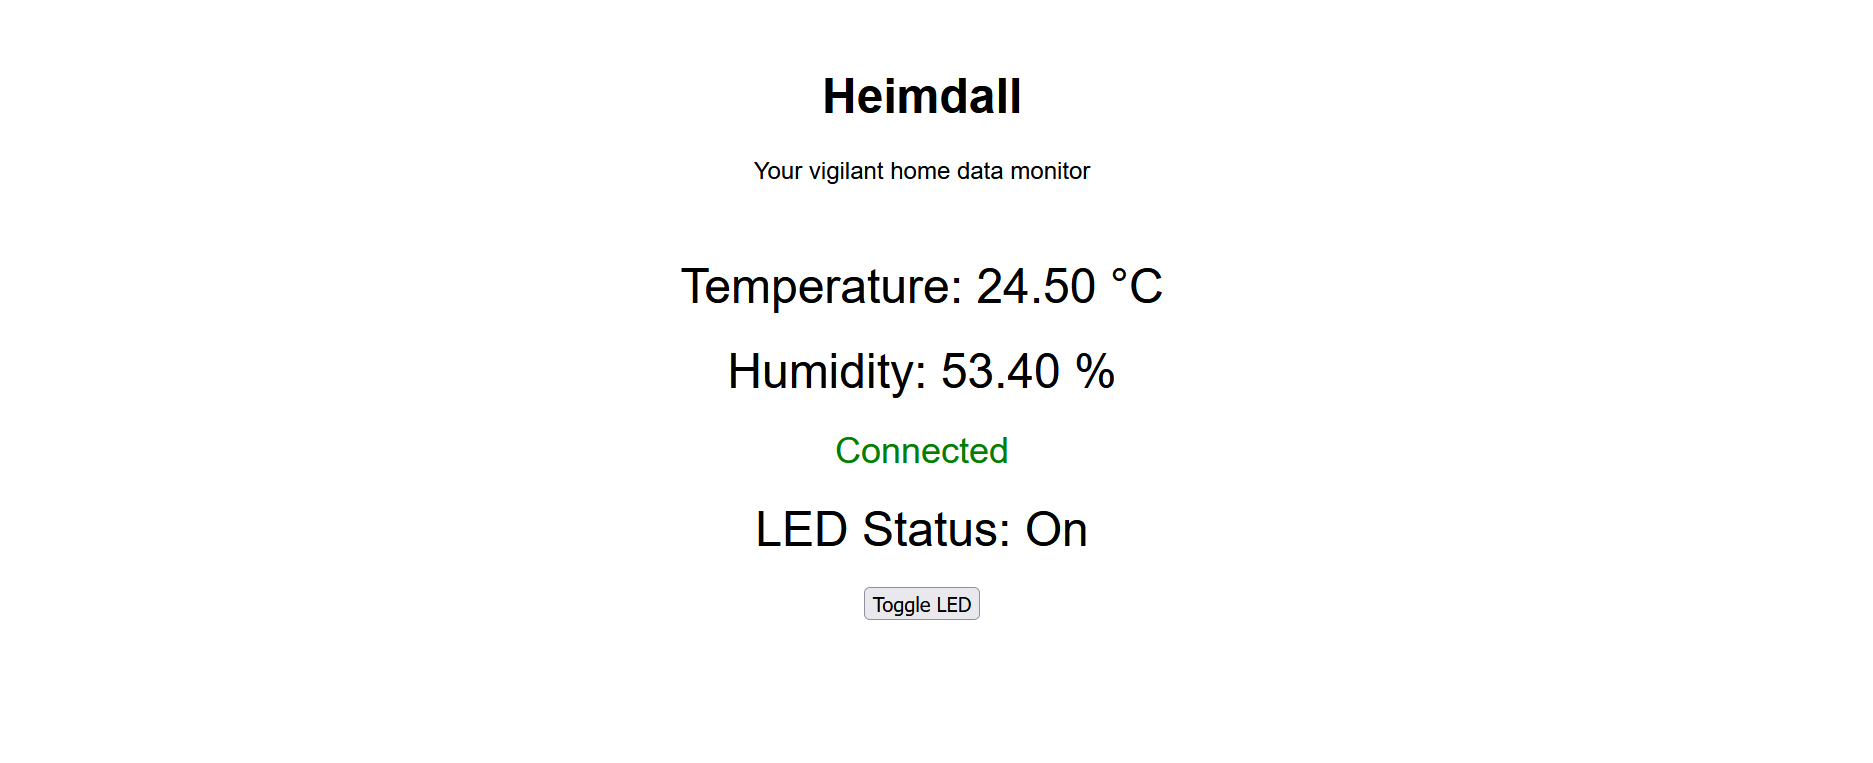 Heimdall
Your vigilant home data monitor
Temperature: 24.50 °C
Humidity: 53.40 %
Connected
LED Status: On
Toggle LED